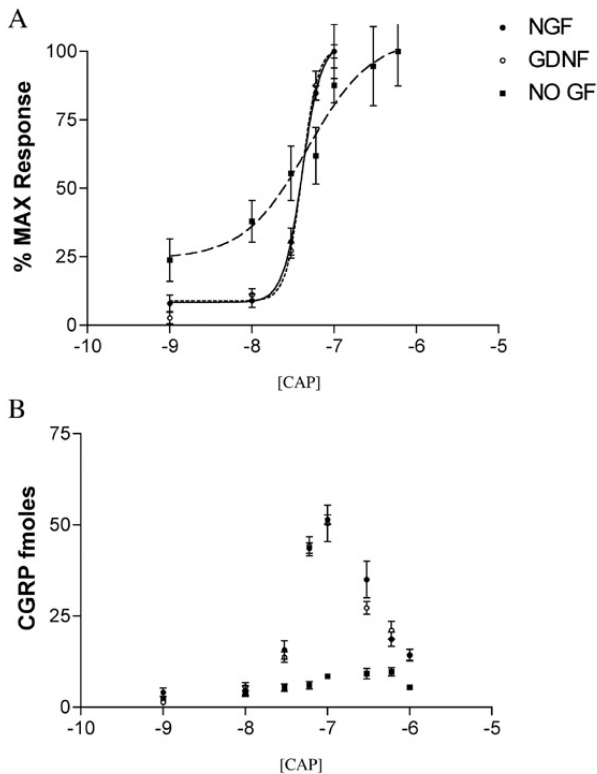 A
NGF
GDNF
NO GF
% MAX Response
100
75
50
25
0
-10 -9 -8 -7 -6 -5
[CAP]
B
CGRP fmoles
75
50
25
0
-10 -9 -8 -7 -6 -5
[CAP]